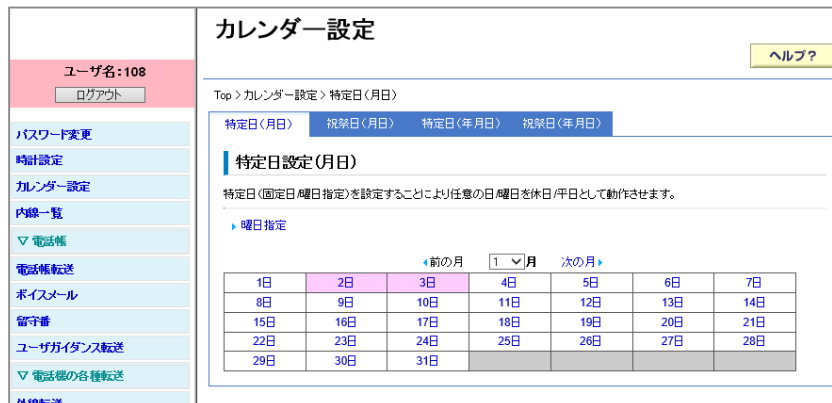 カレンダー設定
ヘルプ?
ユーザ名:108
ログアウト
Top > カレンダー設定 > 特定日(月日)
特定日(月日) 祝祭日(月日) 特定日(年月日) 祝祭日(年月日)
パスワード変更
時計設定
カレンダー設定
内線一覧
▽ 電話帳
電話帳転送
ボイスメール
留守番
ユーザガイダンス転送
▽ 電話機の各種転送
特定日設定(月日)
特定日(固定日/曜日指定)を設定することにより任意の日/曜日を休日/平日として動作させます。
曜日指定
前の月 1 月 次の月
1日 2日 3日 4日 5日 6日 7日
8日 9日 10日 11日 12日 13日 14日
15日 16日 17日 18日 19日 20日 21日
22日 23日 24日 25日 26日 27日 28日
29日 30日 31日